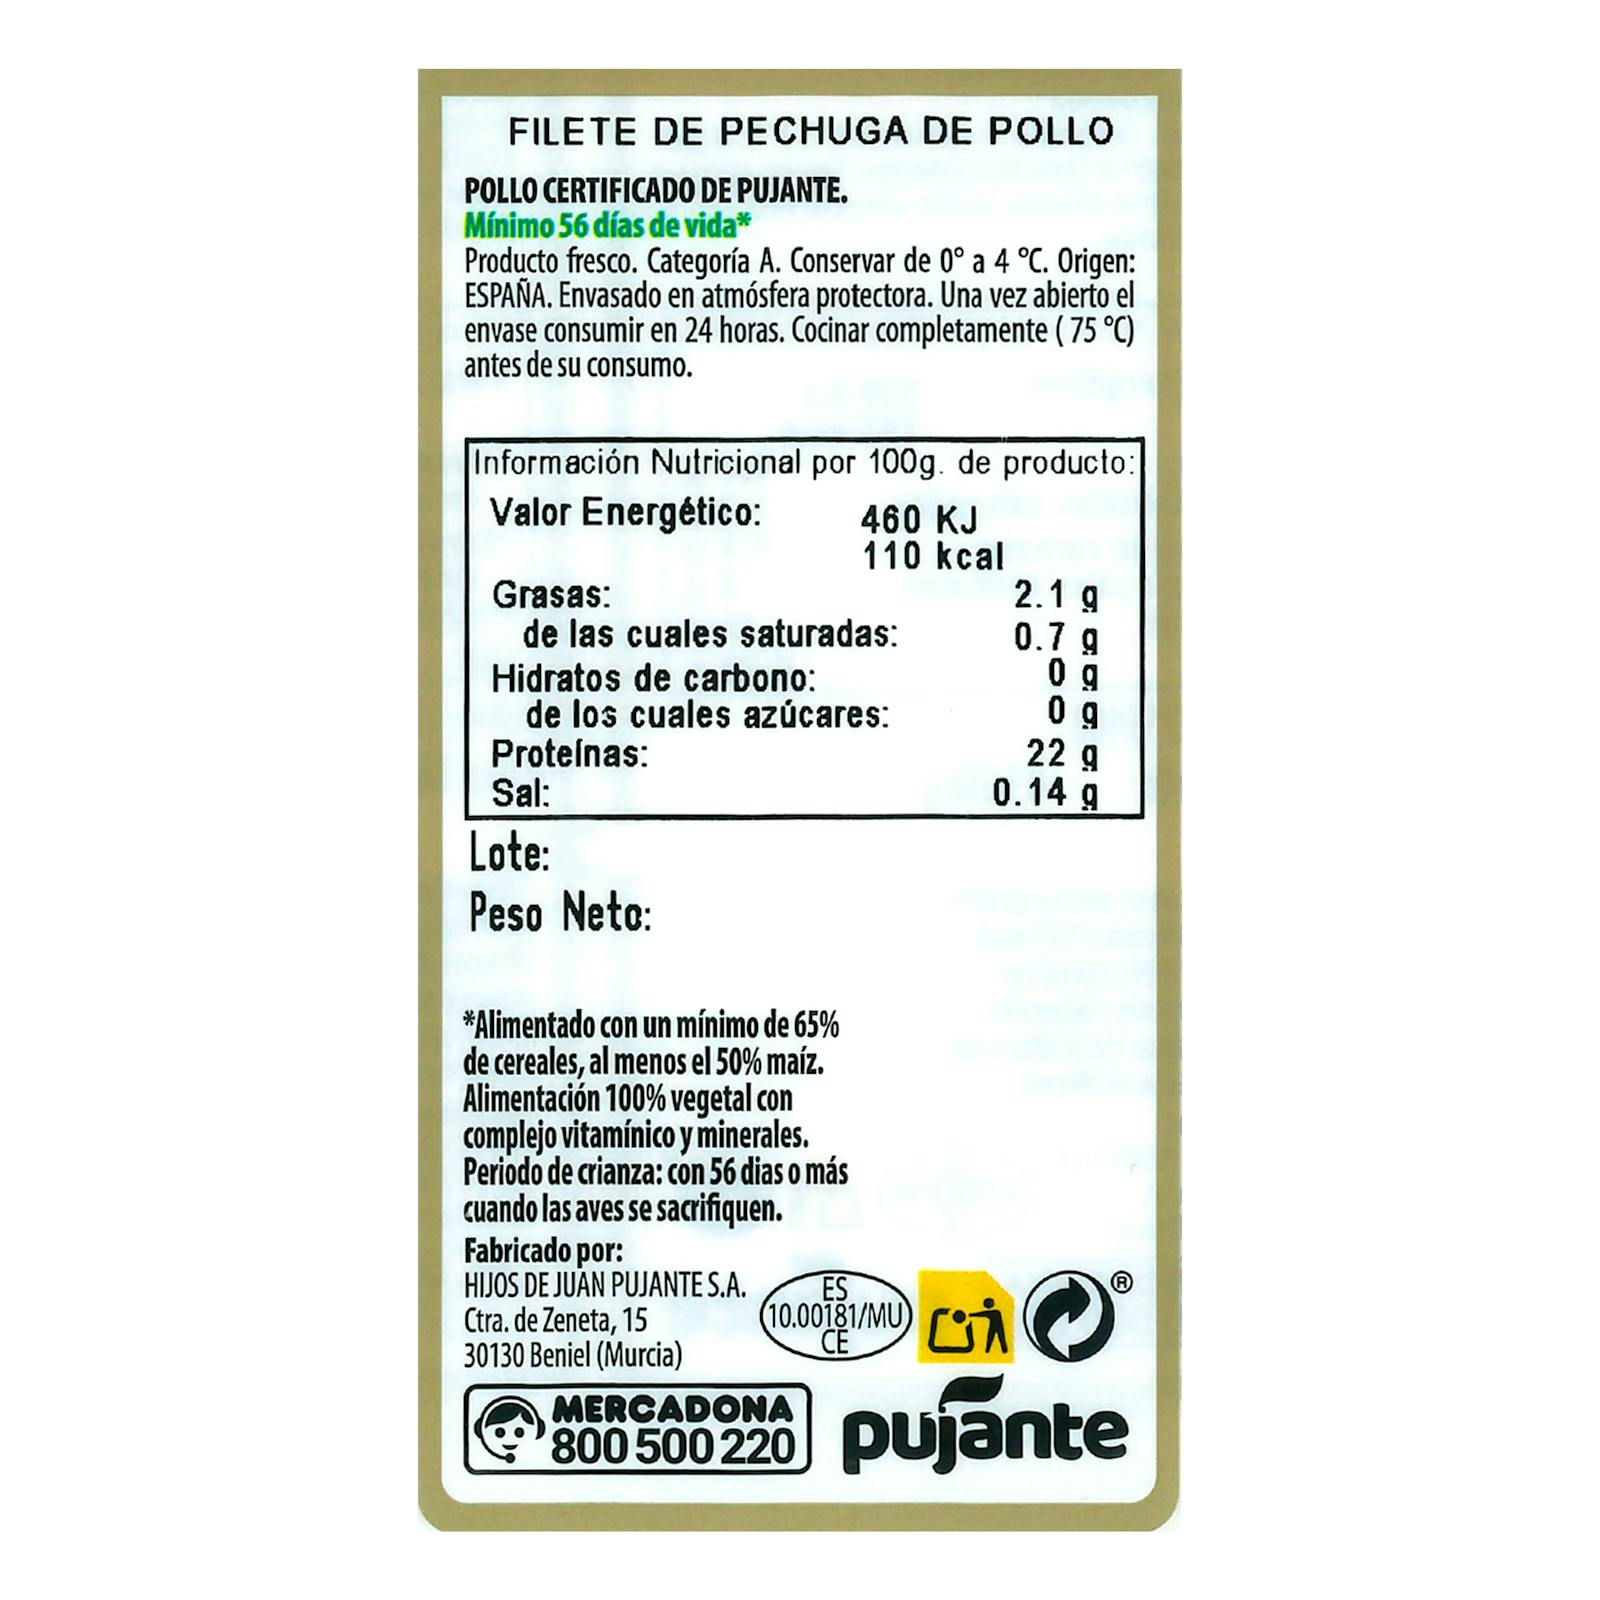 FILETE DE PECHUGA DE POLLO
POLLO CERTIFICADO DE PUJANTE.
Mínimo 56 días de vida*
Producto fresco. Categoría A. Conservar de 0° a 4 °C. Origen:
ESPAÑA. Envasado en atmósfera protectora. Una vez abierto el
envase consumir en 24 horas. Cocinar completamente ( 75 °C)
antes de su consumo.
Información Nutricional por 100g. de producto:
Valor Energético: 460 KJ
110 kcal
Grasas: 2.1 g
de las cuales saturadas: 0.7 g
Hidratos de carbono: 0 g
de los cuales azúcares: 0 g
Proteínas: 22 g
Sal: 0.14 g
Lote:
Peso Neto:
*Alimentado con un mínimo de 65%
de cereales, al menos el 50% maíz.
Alimentación 100% vegetal con
complejo vitamínico y minerales.
Periodo de crianza: con 56 dias o más
cuando las aves se sacrifiquen.
Fabricado por:
HIJOS DE JUAN PUJANTE S.A.
Ctra. de Zeneta, 15
30130 Beniel (Murcia)
ES
10.00181/MU
CE
®
MERCADONA
800 500 220
pujante